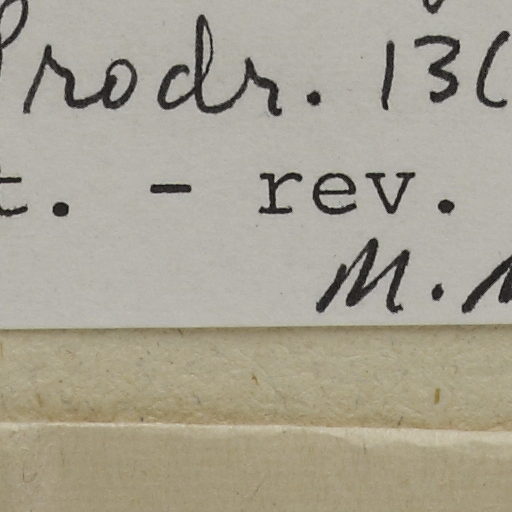 Prodr. 13(
t. - rev.
M.